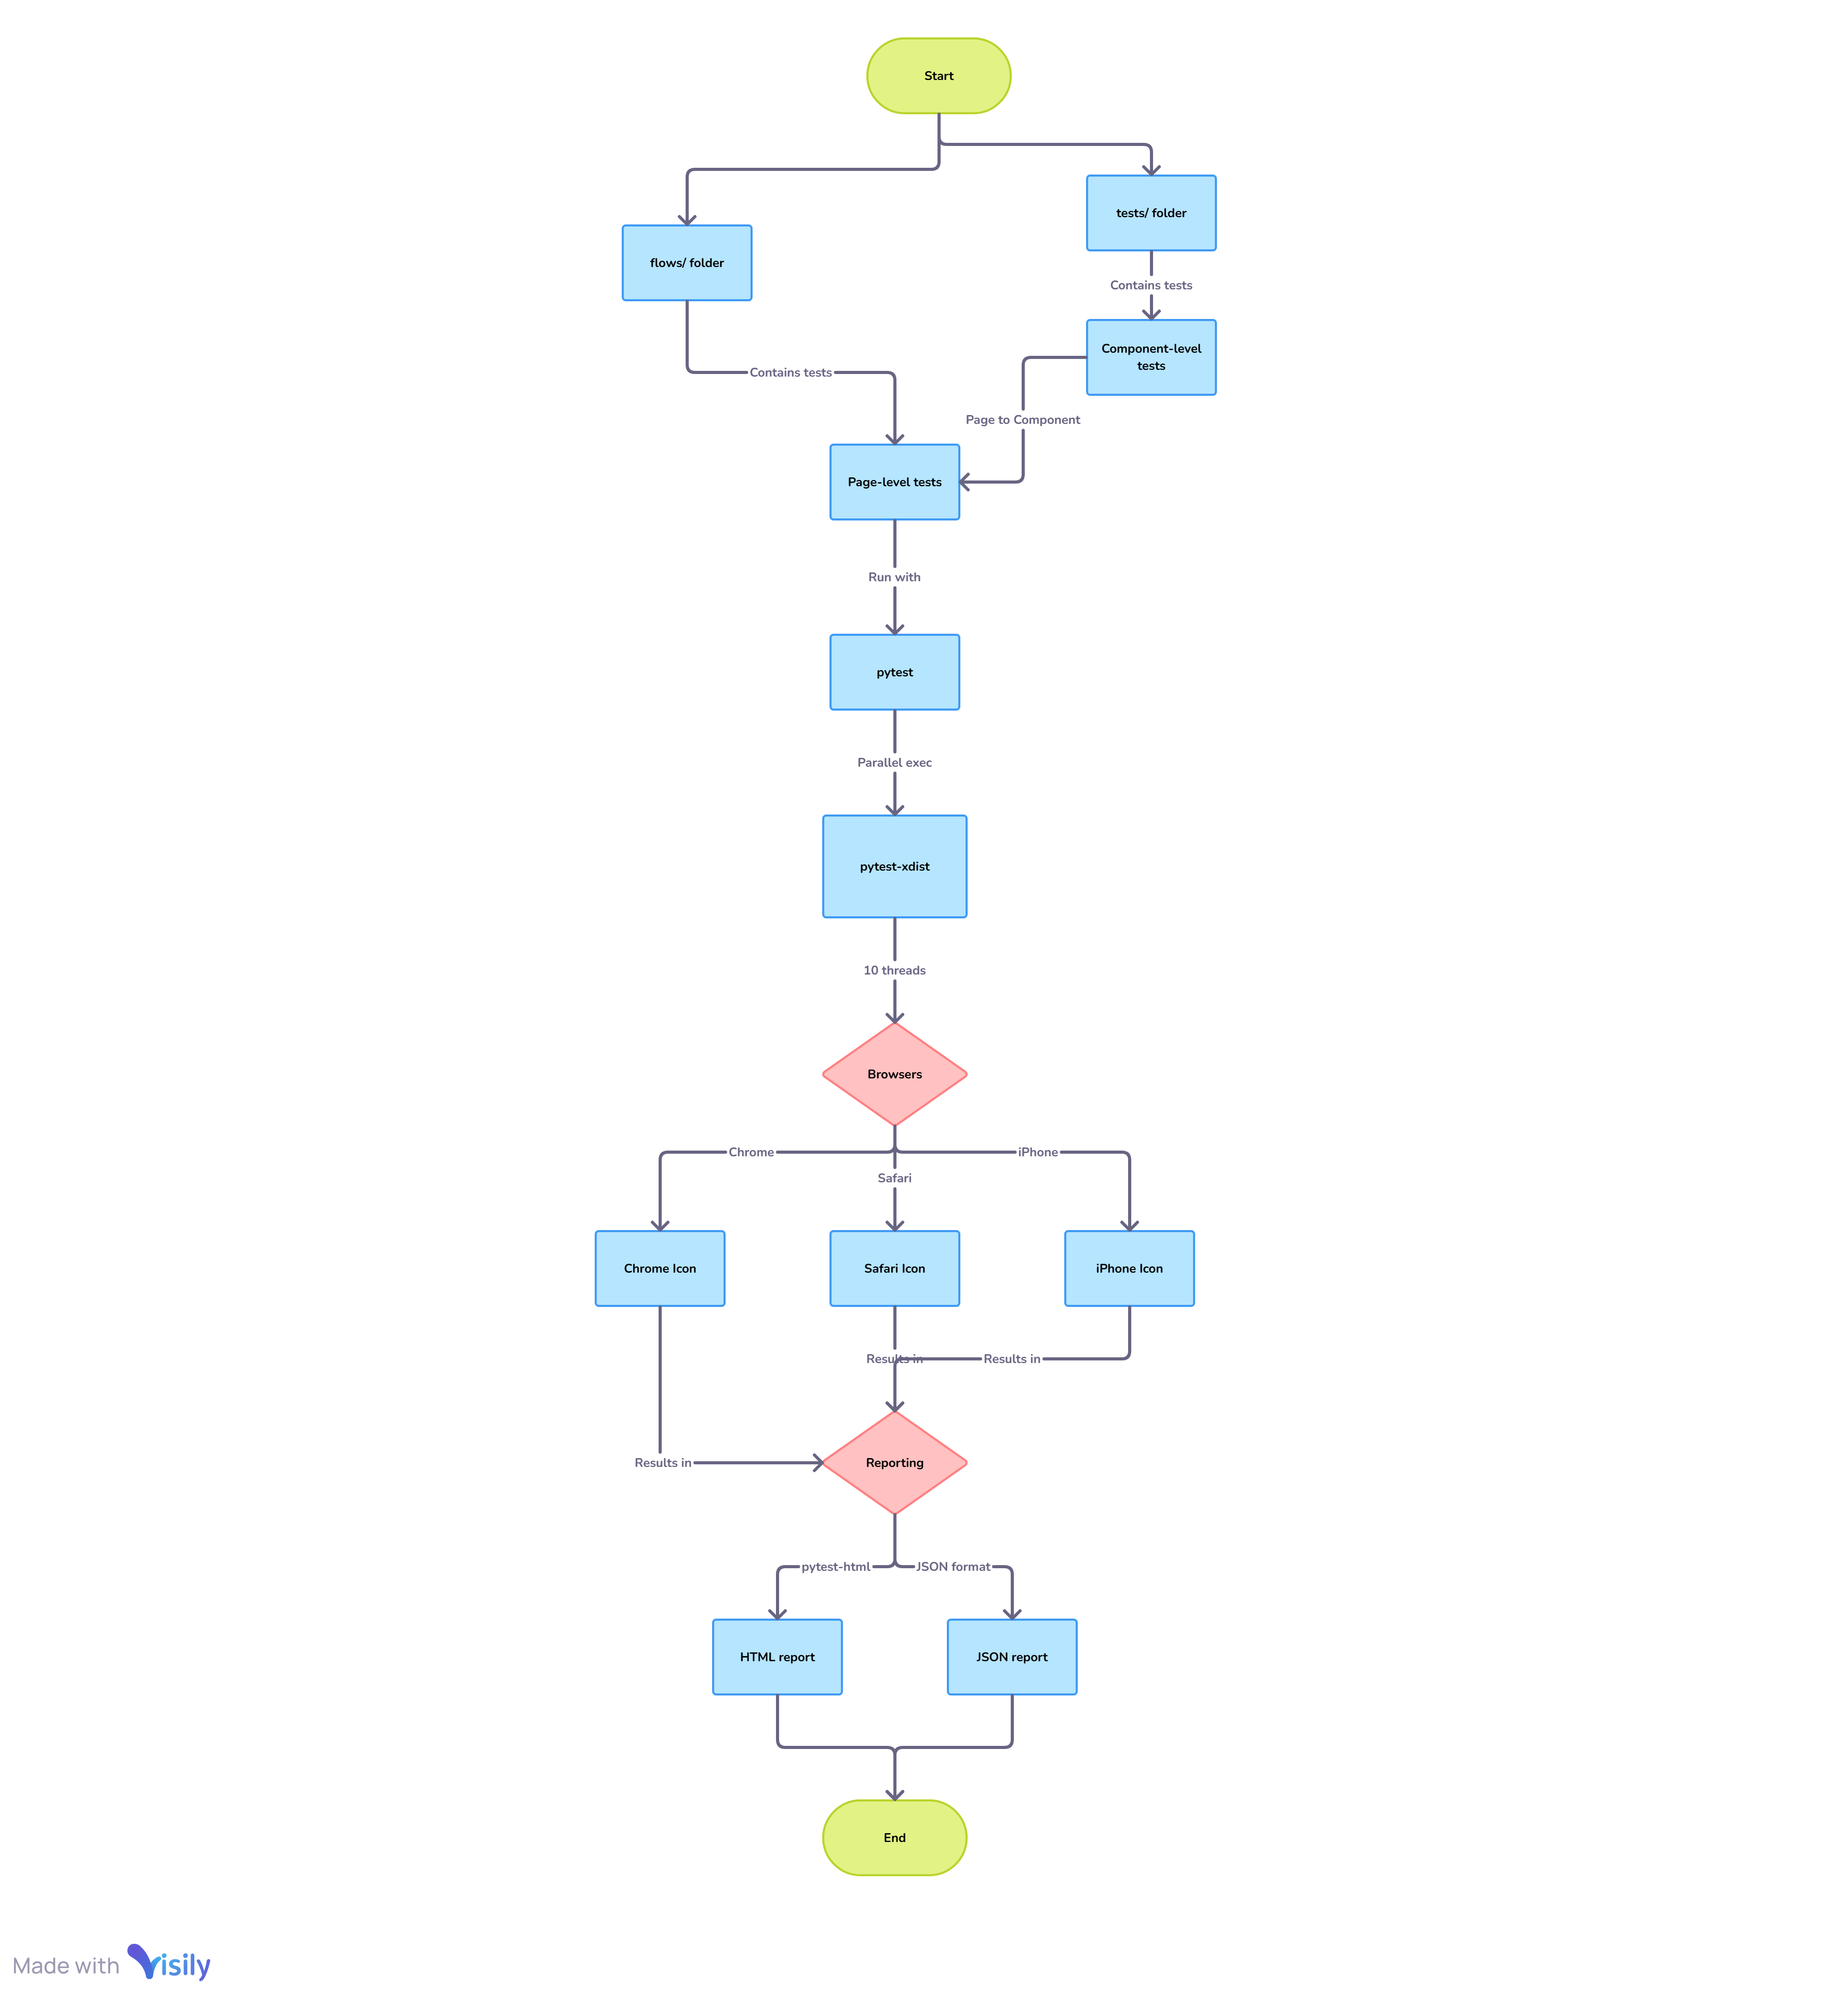 Start
tests/ folder
flows/ folder
Contains tests
Component-level
tests
Contains tests
Page to Component
Page-level tests
Run with
pytest
Parallel exec
pytest-xdist
10 threads
Browsers
Chrome
iPhone
Safari
Chrome Icon
Safari Icon
iPhone Icon
Results in
Results in
Results in
Reporting
pytest-html
JSON format
HTML report
JSON report
End
Made with Visily